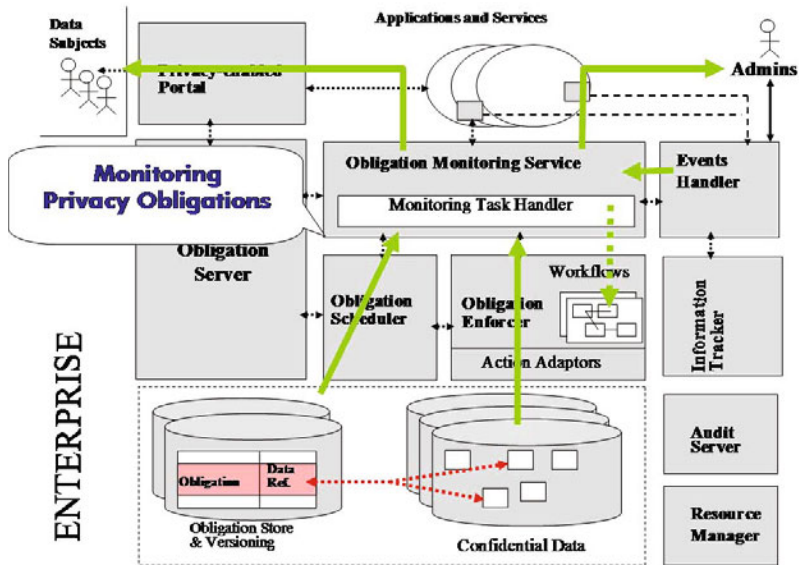 Data
Subjects
Applications and Services
Privacy-Enabled
Portal
Admins
Monitoring
Privacy Obligations
Obligation Monitoring Service
Monitoring Task Handler
Events
Handler
Obligation
Server
Obligation
Scheduler
Obligation
Enforcer
Workflows
Action Adaptors
Information
Tracker
ENTERPRISE
Obligation
Data
Ref.
Obligation Store
& Versioning
Confidential Data
Audit
Server
Resource
Manager